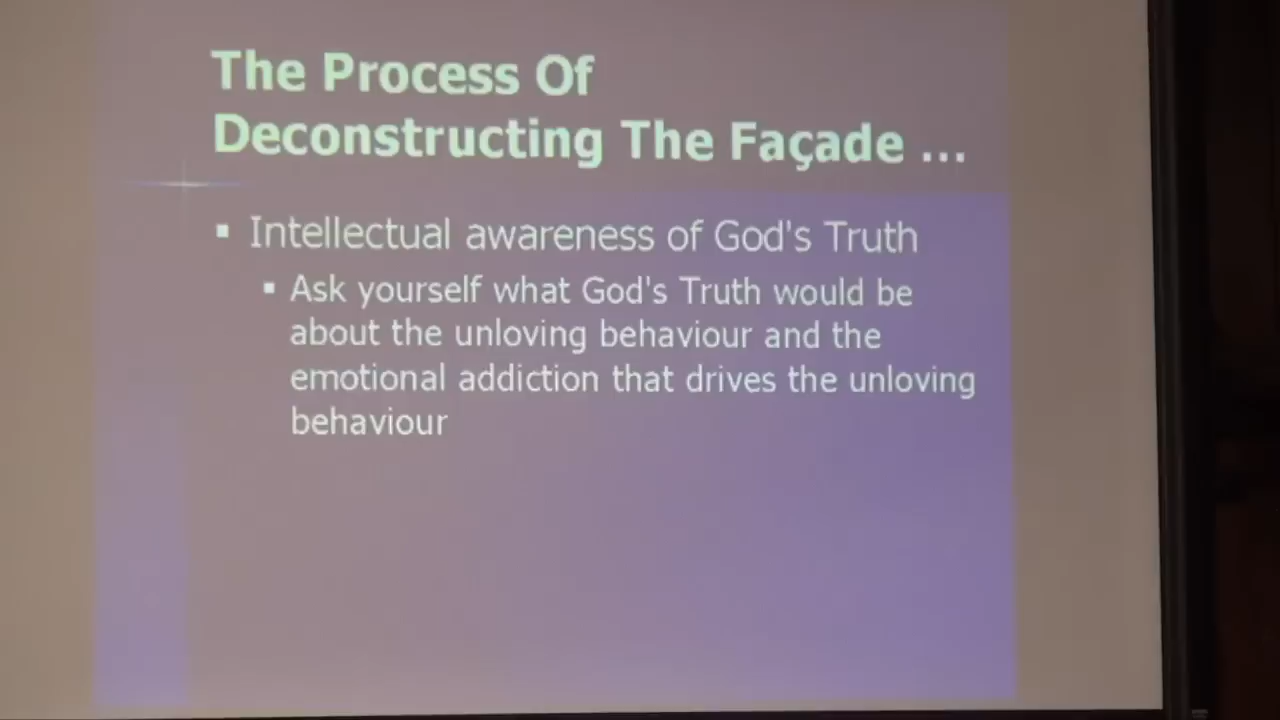 The Process Of
Deconstructing The Façade ...
▪ Intellectual awareness of God's Truth
▪ Ask yourself what God's Truth would be
about the unloving behaviour and the
emotional addiction that drives the unloving
behaviour